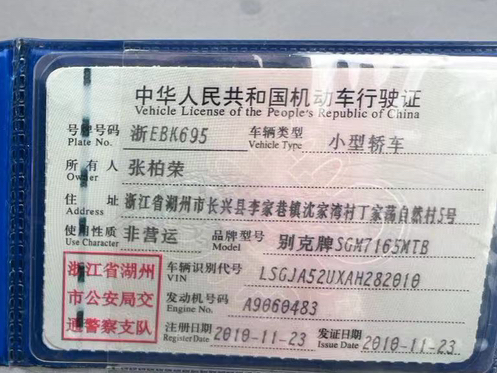 中华人民共和国机动车行驶证
Vehicle License of the People's Republic of China
号牌号码 浙EBK695 车辆类型 小型轿车
Plate No. Vehicle Type
所有人 张柏荣
Owner
住址 浙江省湖州市长兴县李家巷镇沈家湾村丁家藕自然村5号
Address
使用性质 非营运 品牌型号 别克牌SGM7165MTB
Use Character Model
浙江省湖州
市公安局交
通警察支队
车辆识别代号 LSGJA52UXAH282010
VIN
发动机号码 A9060483
Engine No.
注册日期 2010-11-23 发证日期 2010-11-23
Register Date Issue Date